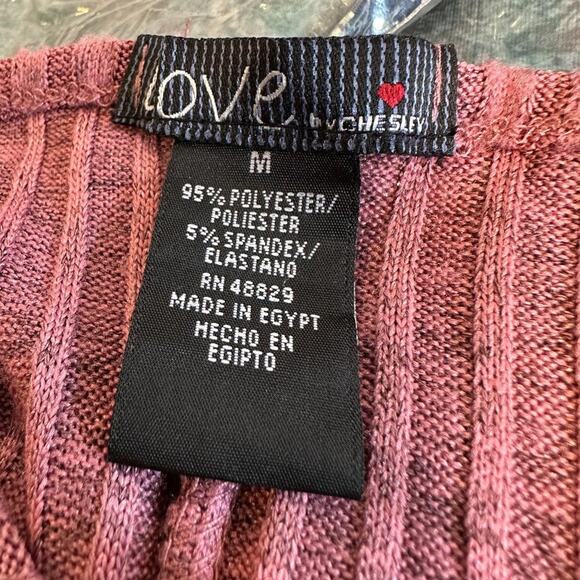 Love
by CHESLEY
M
95% POLYESTER/
POLIESTER
5% SPANDEX/
ELASTANO
RN 48829
MADE IN EGYPT
HECHO EN
EGIPTO